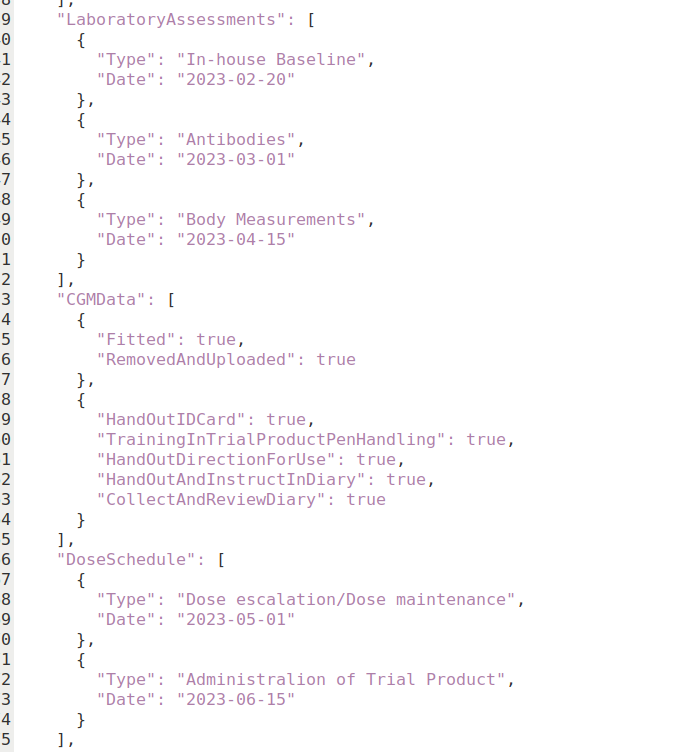 8 ],
9 "LaboratoryAssessments": [
0 {
1 "Type": "In-house Baseline",
2 "Date": "2023-02-20"
3 },
4 {
5 "Type": "Antibodies",
6 "Date": "2023-03-01"
7 },
8 {
9 "Type": "Body Measurements",
0 "Date": "2023-04-15"
1 }
2 ],
3 "CGMData": [
4 {
5 "Fitted": true,
6 "RemovedAndUploaded": true
7 },
8 {
9 "HandOutIDCard": true,
0 "TrainingInTrialProductPenHandling": true,
1 "HandOutDirectionForUse": true,
2 "HandOutAndInstructInDiary": true,
3 "CollectAndReviewDiary": true
4 }
5 ],
6 "DoseSchedule": [
7 {
8 "Type": "Dose escalation/Dose maintenance",
9 "Date": "2023-05-01"
0 },
1 {
2 "Type": "Administralion of Trial Product",
3 "Date": "2023-06-15"
4 }
5 ],